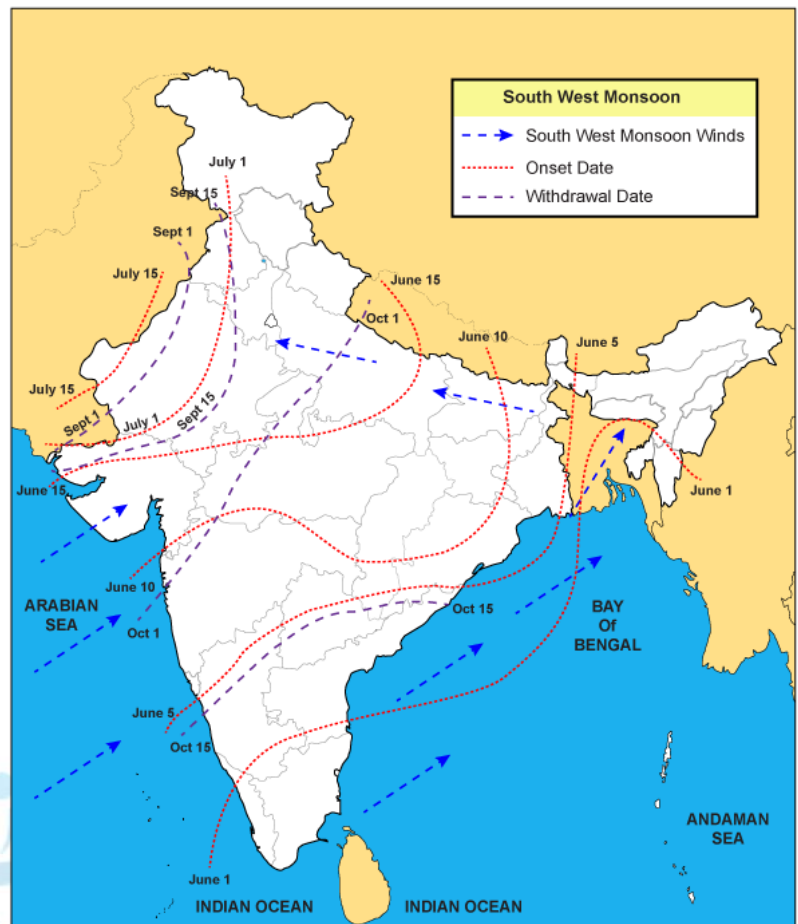 South West Monsoon
South West Monsoon Winds
Onset Date
Withdrawal Date
July 1
Sept 15
Sept 1
July 15
June 15
Oct 1
June 10
June 5
July 15
Sept 1
July 1
Sept 15
June 15
June 1
June 10
ARABIAN
SEA
Oct 1
Oct 15
BAY
Of
BENGAL
June 5
Oct 15
ANDAMAN
SEA
June 1
INDIAN OCEAN
INDIAN OCEAN